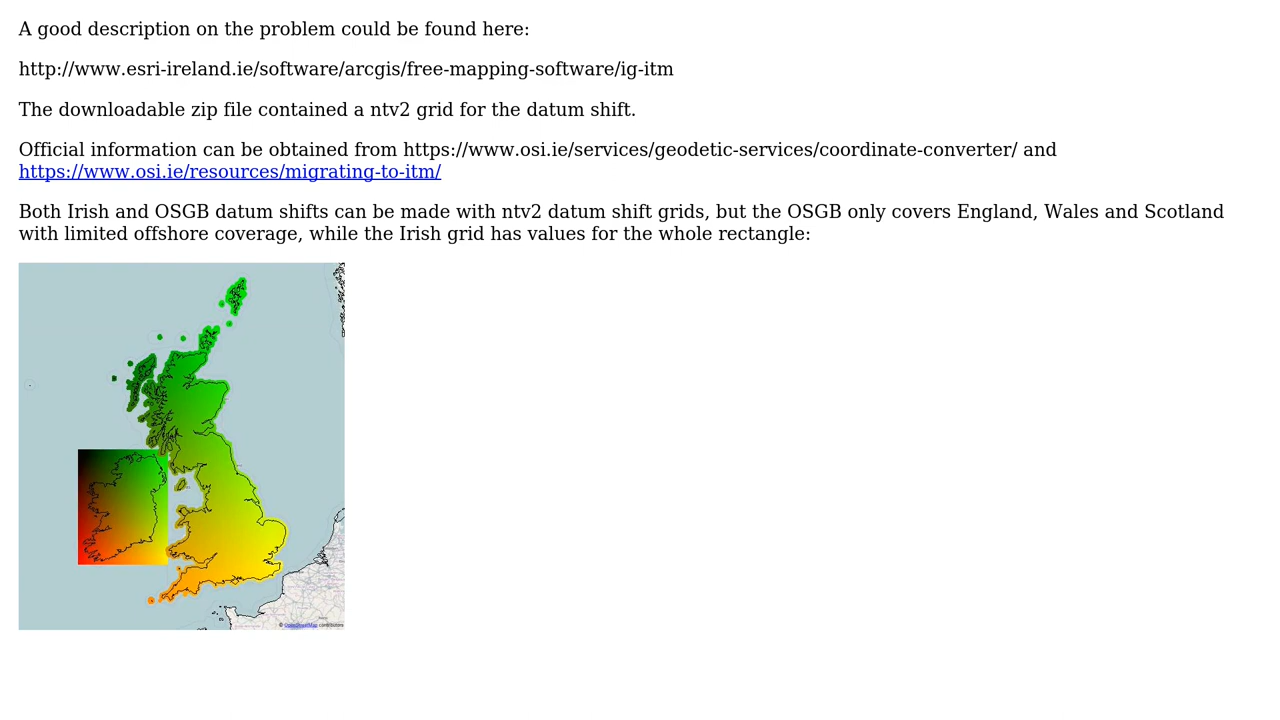 A good description on the problem could be found here:
http://www.esri-ireland.ie/software/arcgis/free-mapping-software/ig-itm
The downloadable zip file contained a ntv2 grid for the datum shift.
Official information can be obtained from https://www.osi.ie/services/geodetic-services/coordinate-converter/ and
https://www.osi.ie/resources/migrating-to-itm/
Both Irish and OSGB datum shifts can be made with ntv2 datum shift grids, but the OSGB only covers England, Wales and Scotland
with limited offshore coverage, while the Irish grid has values for the whole rectangle:
© OpenStreetMap contributors